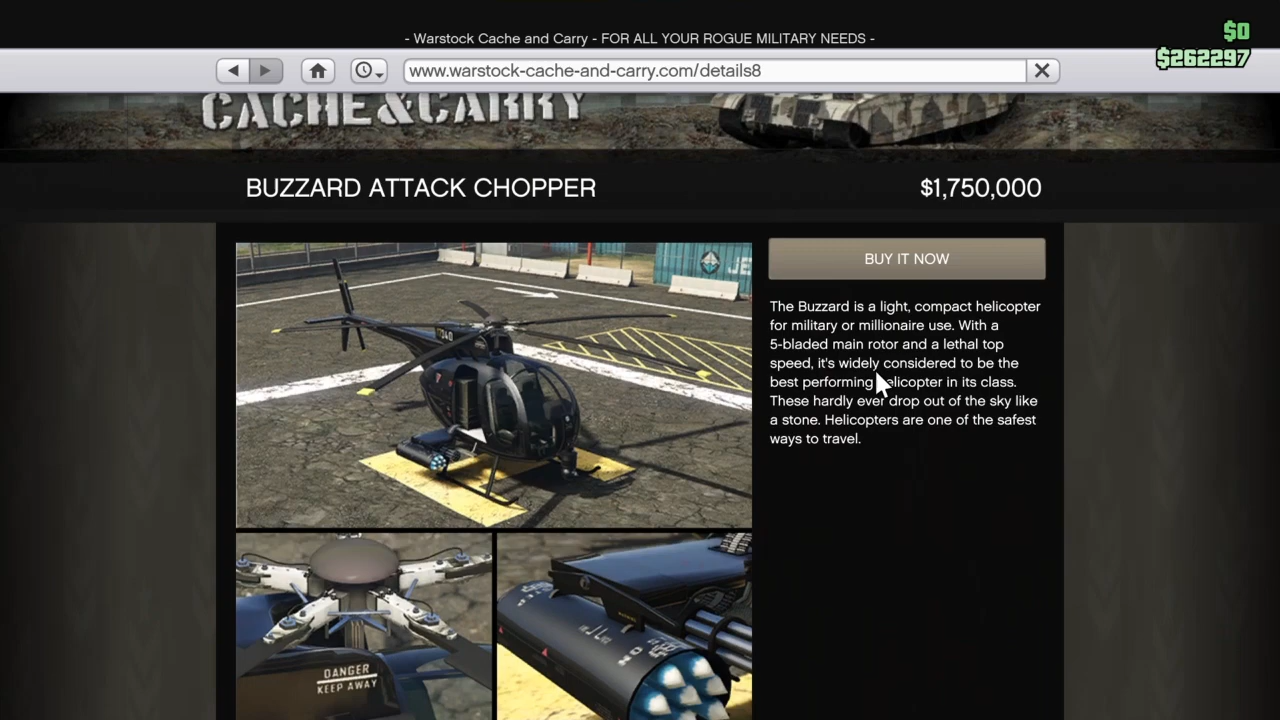 $0
- Warstock Cache and Carry - FOR ALL YOUR ROGUE MILITARY NEEDS -
$262297
www.warstock-cache-and-carry.com/details8
CACHE&CARRY
BUZZARD ATTACK CHOPPER
$1,750,000
BUY IT NOW
The Buzzard is a light, compact helicopter
for military or millionaire use. With a
5-bladed main rotor and a lethal top
speed, it's widely considered to be the
best performing helicopter in its class.
These hardly ever drop out of the sky like
a stone. Helicopters are one of the safest
ways to travel.
JE
DANGER
KEEP AWAY